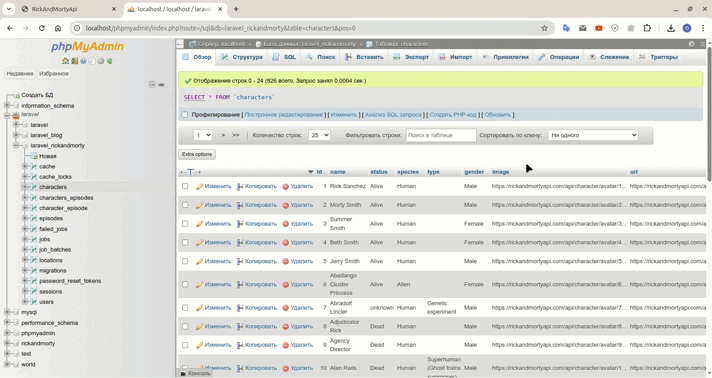 RickAndMortyApi
localhost / localhost / larav
localhost/phpmyadmin/index.php?route=/sql&db=laravel_rickandmorty&table=characters&pos=0
phpMyAdmin
Недавнее Избранное
Создать БД
information_schema
laravel
laravel
laravel_blog
laravel_rickandmorty
Новая
cache
cache_locks
characters
characters_episodes
character_episode
episodes
failed_jobs
jobs
job_batches
locations
migrations
password_reset_tokens
sessions
users
mysql
performance_schema
phpmyadmin
rickandmorty
test
world
Сервер: localhost » База данных: laravel_rickandmorty » Таблица: characters
Обзор Структура SQL Поиск Вставить Экспорт Импорт Привилегии Операции Слежение Триггеры
Отображение строк 0 - 24 (826 всего, Запрос занял 0.0004 сек.)
SELECT * FROM `characters`
Профилирование [ Построчное редактирование ] [ Изменить ] [ Анализ SQL запроса ] [ Создать PHP-код ] [ Обновить ]
1 > >> Количество строк: 25 Фильтровать строки: Поиск в таблице Сортировать по ключу: Ни одного
Extra options
id name status species type gender image url
Изменить Копировать Удалить 1 Rick Sanchez Alive Human Male https://rickandmortyapi.com/api/character/avatar/1... https://rickandmortyapi.com/a
Изменить Копировать Удалить 2 Morty Smith Alive Human Male https://rickandmortyapi.com/api/character/avatar/2... https://rickandmortyapi.com/a
Изменить Копировать Удалить 3 Summer Smith Alive Human Female https://rickandmortyapi.com/api/character/avatar/3... https://rickandmortyapi.com/a
Изменить Копировать Удалить 4 Beth Smith Alive Human Female https://rickandmortyapi.com/api/character/avatar/4... https://rickandmortyapi.com/a
Изменить Копировать Удалить 5 Jerry Smith Alive Human Male https://rickandmortyapi.com/api/character/avatar/5... https://rickandmortyapi.com/a
Изменить Копировать Удалить 6 Abadango Cluster Princess Alive Alien Female https://rickandmortyapi.com/api/character/avatar/6... https://rickandmortyapi.com/a
Изменить Копировать Удалить 7 Abradolf Lincler unknown Human Genetic experiment Male https://rickandmortyapi.com/api/character/avatar/7... https://rickandmortyapi.com/a
Изменить Копировать Удалить 8 Adjudicator Rick Dead Human Male https://rickandmortyapi.com/api/character/avatar/8... https://rickandmortyapi.com/a
Изменить Копировать Удалить 9 Agency Director Dead Human Male https://rickandmortyapi.com/api/character/avatar/9... https://rickandmortyapi.com/a
Изменить Копировать Удалить 10 Alan Rails Dead Human Superhuman (Ghost trains summoner) Male https://rickandmortyapi.com/api/character/avatar/1... https://rickandmortyapi.com/a
Консоль